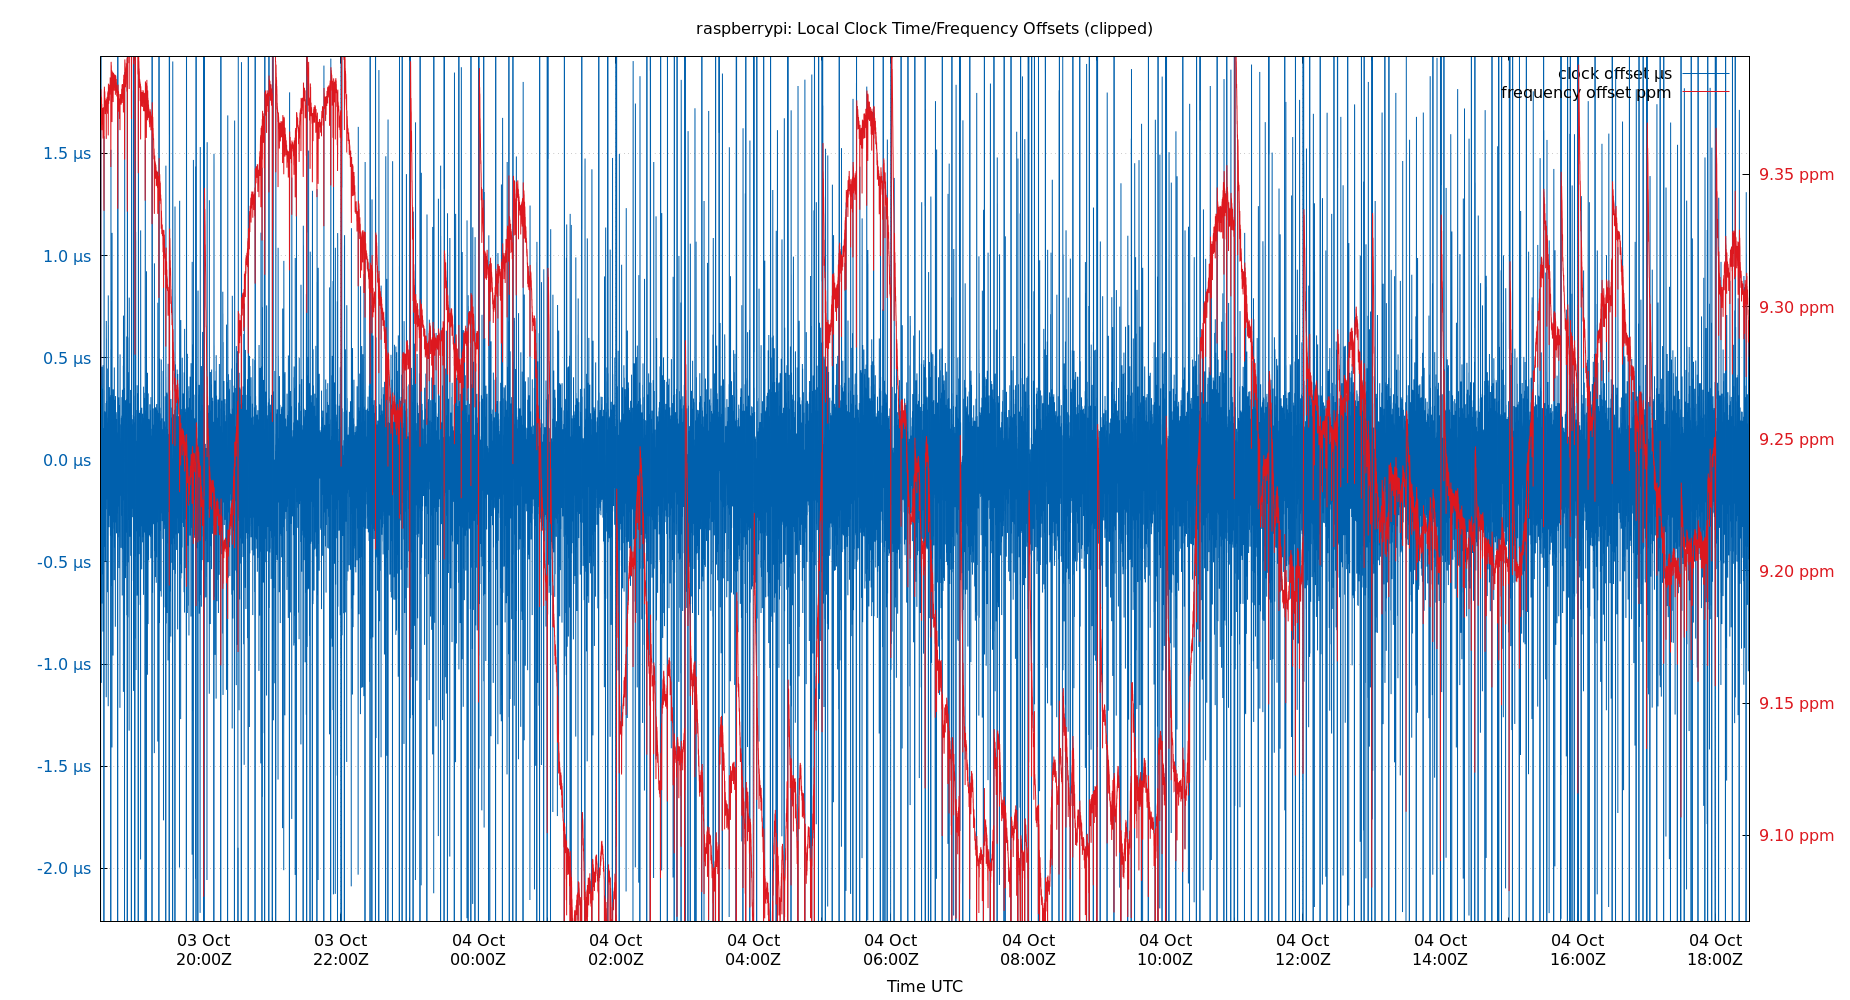 raspberrypi: Local Clock Time/Frequency Offsets (clipped)
clock offset µs
frequency offset ppm
1.5 µs
1.0 µs
0.5 µs
0.0 µs
-0.5 µs
-1.0 µs
-1.5 µs
-2.0 µs
9.35 ppm
9.30 ppm
9.25 ppm
9.20 ppm
9.15 ppm
9.10 ppm
03 Oct 03 Oct 04 Oct 04 Oct 04 Oct 04 Oct 04 Oct 04 Oct 04 Oct 04 Oct 04 Oct 04 Oct
20:00Z 22:00Z 00:00Z 02:00Z 04:00Z 06:00Z 08:00Z 10:00Z 12:00Z 14:00Z 16:00Z 18:00Z
Time UTC